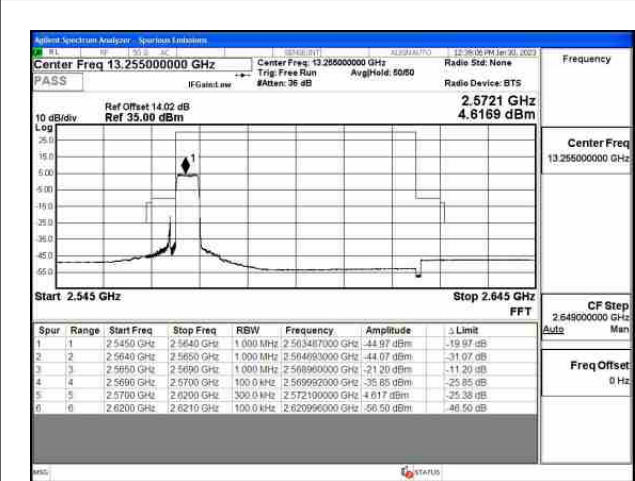 Agilent Spectrum Analyzer - Spurious Emissions
RL RF 50 Ω AC SENSE:INT ALIGN AUTO 12:39:06 PM Jan 30, 2023
Center Freq 13.255000000 GHz
Center Freq: 13.255000000 GHz
Radio Std: None
Trig: Free Run Avg|Hold: 50/50
PASS
IFGain:Low
#Atten: 36 dB
Radio Device: BTS
Ref Offset 14.02 dB
2.5721 GHz
10 dB/div Ref 35.00 dBm
4.6169 dBm
Log
25.0
15.0
5.00
-5.00
-15.0
-25.0
-35.0
-45.0
-55.0
1
Start 2.545 GHz
Stop 2.645 GHz
FFT
Spur Range Start Freq Stop Freq RBW Frequency Amplitude Δ Limit
1 1 2.5450 GHz 2.5640 GHz 1.000 MHz 2.563487000 GHz -44.97 dBm -19.97 dB
2 2 2.5640 GHz 2.5650 GHz 1.000 MHz 2.564693000 GHz -44.07 dBm -31.07 dB
3 3 2.5650 GHz 2.5690 GHz 1.000 MHz 2.568960000 GHz -21.20 dBm -11.20 dB
4 4 2.5690 GHz 2.5700 GHz 100.0 kHz 2.569992000 GHz -35.85 dBm -25.85 dB
5 5 2.5700 GHz 2.6200 GHz 300.0 kHz 2.572100000 GHz 4.617 dBm -25.38 dB
6 6 2.6200 GHz 2.6210 GHz 100.0 kHz 2.620996000 GHz -56.50 dBm -46.50 dB
MSG
STATUS
Frequency
Center Freq
13.255000000 GHz
CF Step
2.649000000 GHz
Auto Man
Freq Offset
0 Hz